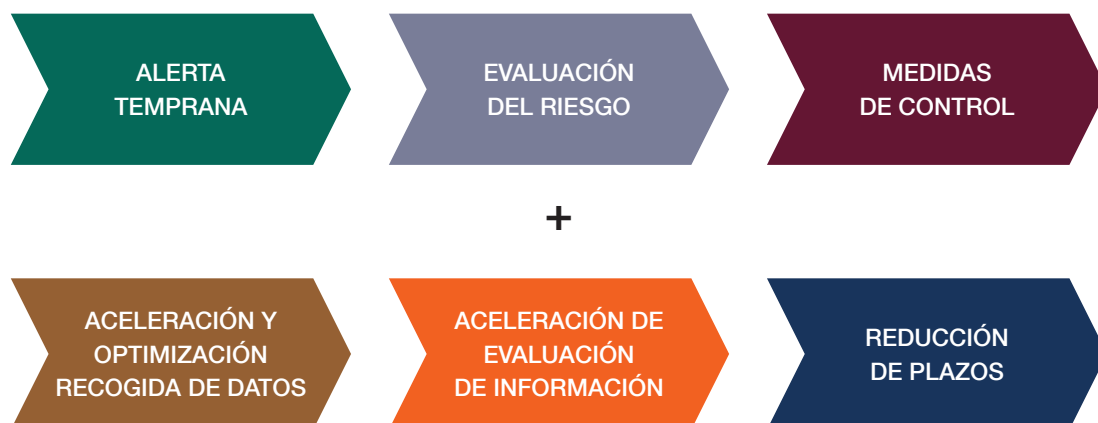 ALERTA
TEMPRANA
EVALUACIÓN
DEL RIESGO
MEDIDAS
DE CONTROL
+
ACELERACIÓN Y
OPTIMIZACIÓN
RECOGIDA DE DATOS
ACELERACIÓN DE
EVALUACIÓN
DE INFORMACIÓN
REDUCCIÓN
DE PLAZOS